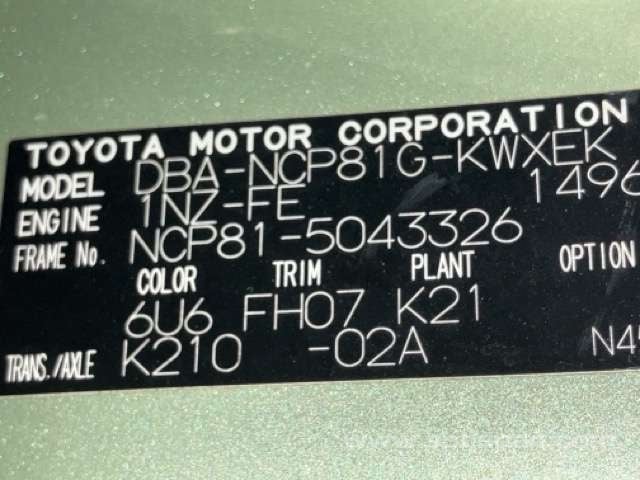 TOYOTA MOTOR CORPORATION
MODEL DBA-NCP81G-KWXEK
ENGINE 1NZ-FE 1496
FRAME No. NCP81-5043326
COLOR TRIM PLANT OPTION
6U6 FH07 K21
TRANS./AXLE K210 -02A